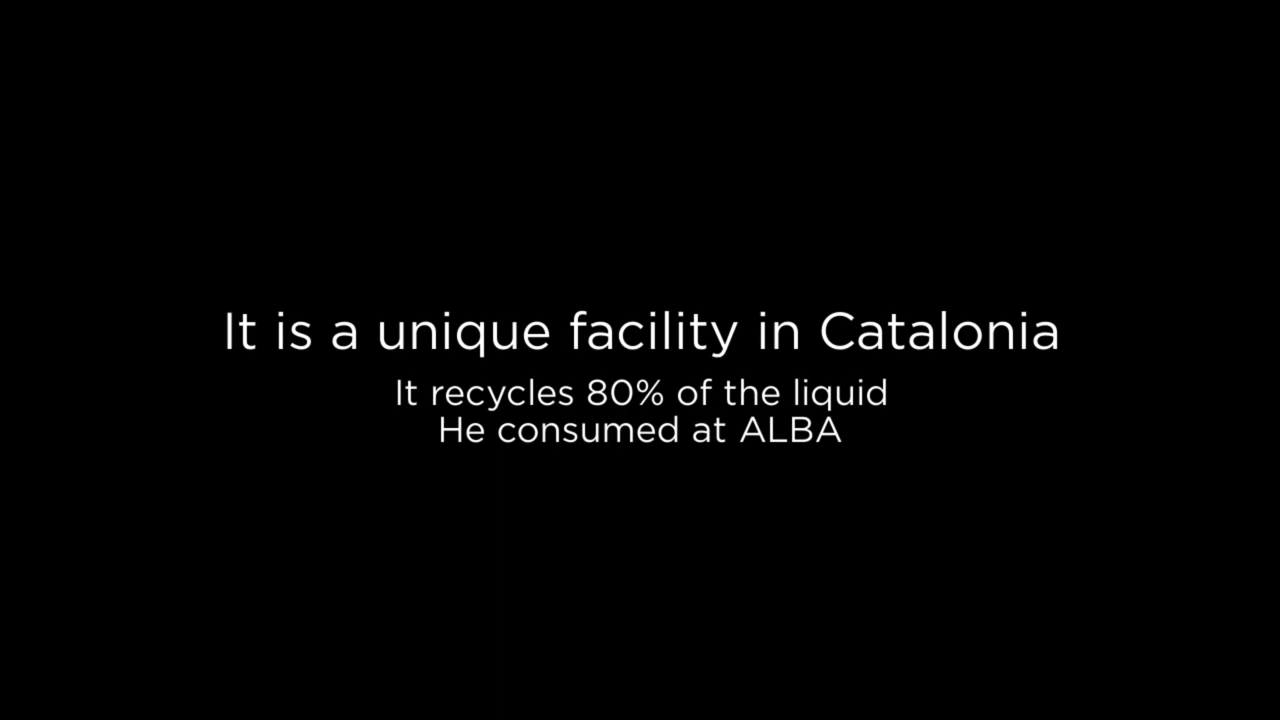 It is a unique facility in Catalonia
It recycles 80% of the liquid
He consumed at ALBA